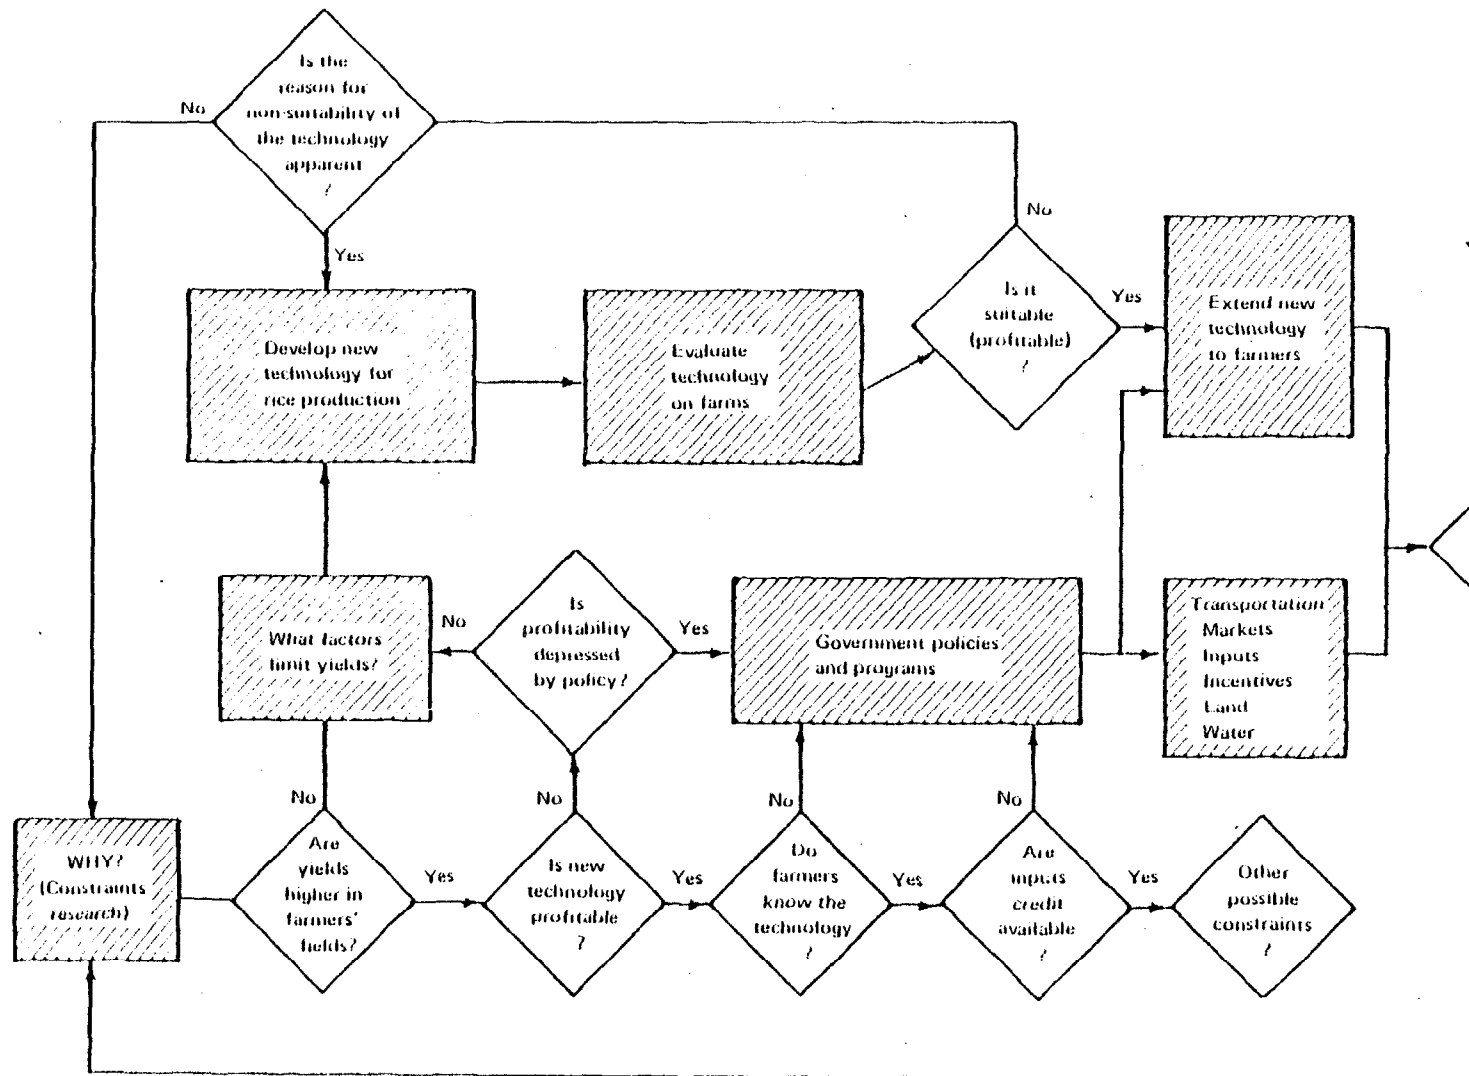 Is the
reason for
non-suitability of
the technology
apparent
?
No
Yes
No
Is it
suitable
(profitable)
?
Yes
Extend new
technology
to farmers
Develop new
technology for
rice production
Evaluate
technology
on farms
What factors
limit yields?
No
Is
profitability
depressed
by policy?
Yes
Government policies
and programs
Transportation
Markets
Inputs
Incentives
Land
Water
No
No
No
No
WHY?
(Constraints
research)
Are
yields
higher in
farmers'
fields?
Yes
Is new
technology
profitable
?
Yes
Do
farmers
know the
technology
?
Yes
Are
inputs
credit
available
?
Yes
Other
possible
constraints
?